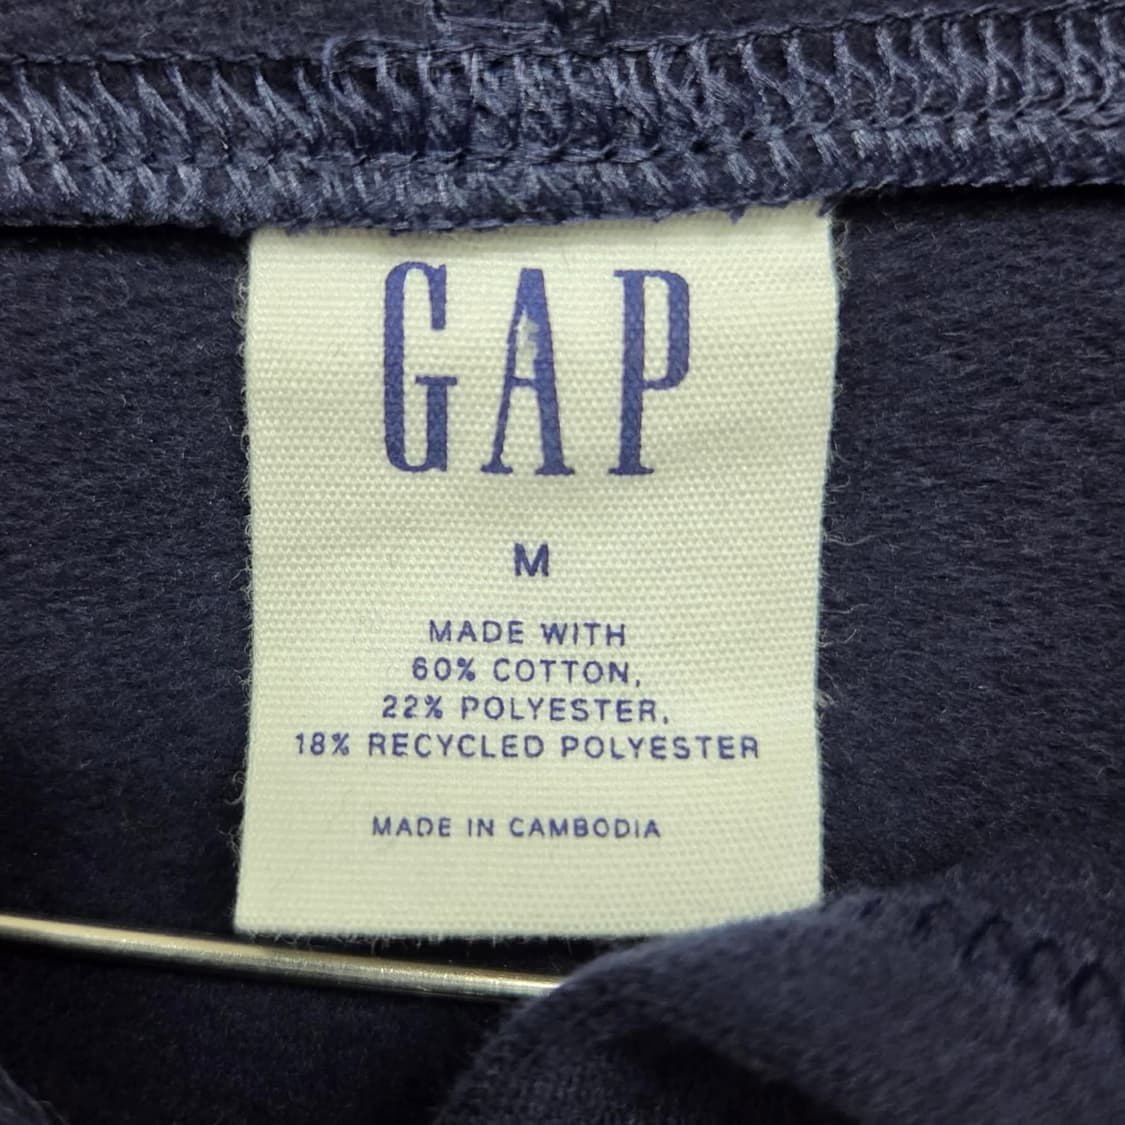 GAP
M
MADE WITH
60% COTTON,
22% POLYESTER,
18% RECYCLED POLYESTER
MADE IN CAMBODIA